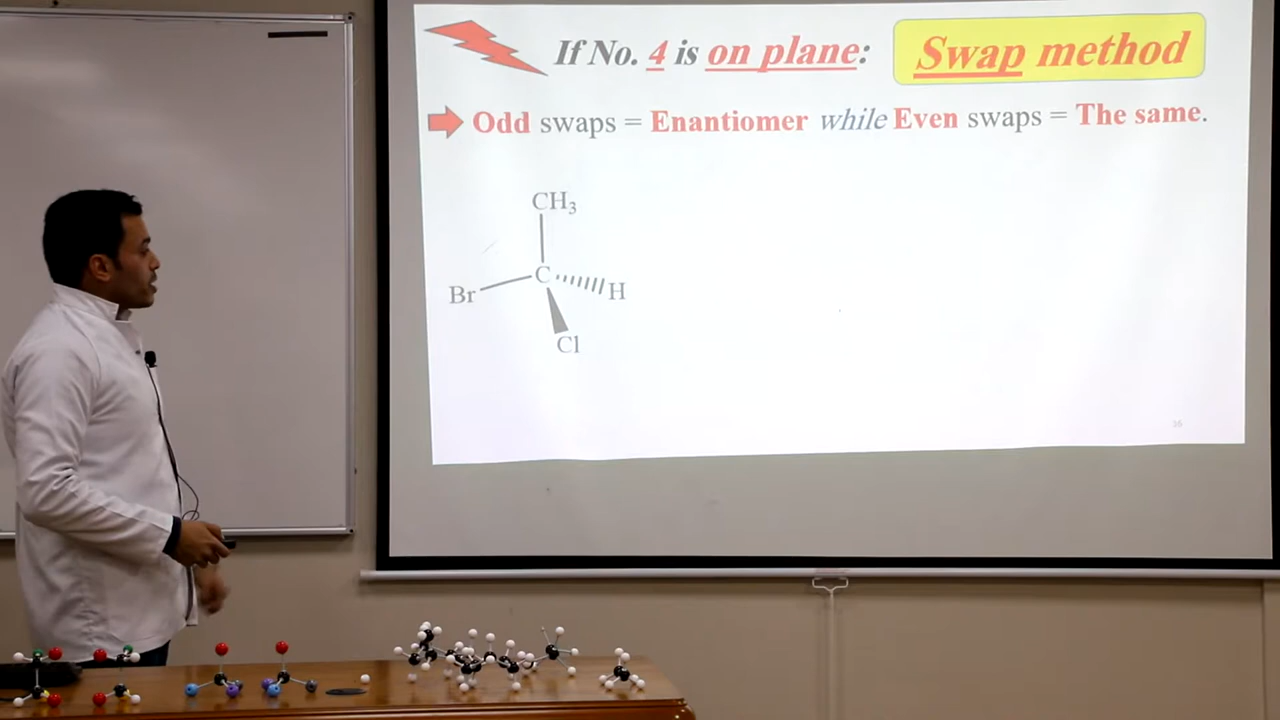 If No. 4 is on plane:
Swap method
Odd swaps = Enantiomer while Even swaps = The same.
CH₃
C
H
Br
Cl